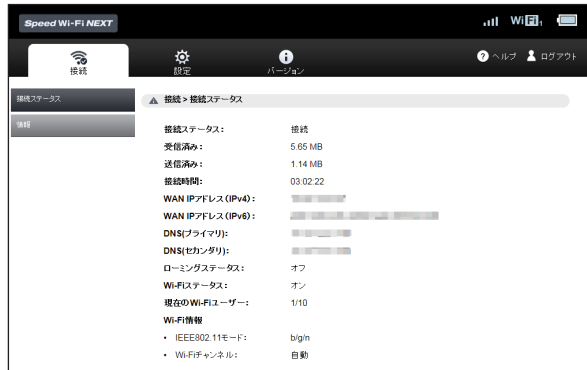 Speed Wi-Fi NEXT
WiFi 1
接続
設定
バージョン
? ヘルプ
ログアウト
接続ステータス
情報
接続 > 接続ステータス
接続ステータス： 接続
受信済み： 5.65 MB
送信済み： 1.14 MB
接続時間： 03:02:22
WAN IPアドレス(IPv4)：
WAN IPアドレス(IPv6)：
DNS(プライマリ)：
DNS(セカンダリ)：
ローミングステータス： オフ
Wi-Fiステータス： オン
現在のWi-Fiユーザー： 1/10
Wi-Fi情報
• IEEE802.11モード： b/g/n
• Wi-Fiチャンネル： 自動